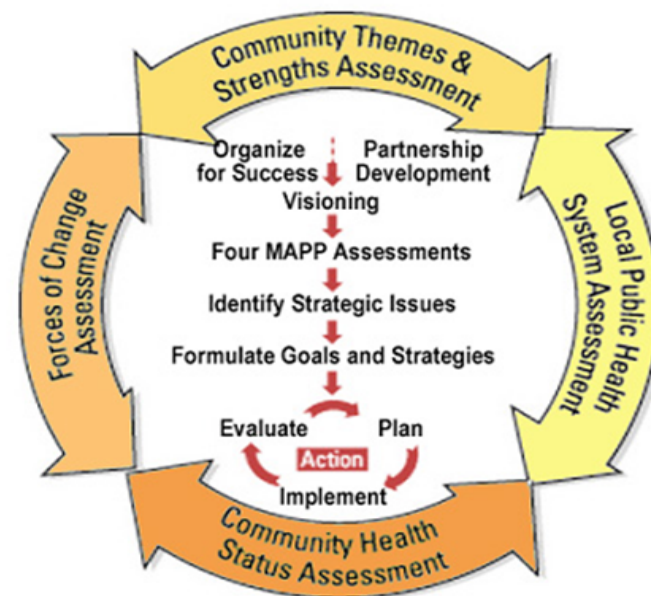 Community Themes &
Strengths Assessment
Organize
for Success
Partnership
Development
Visioning
Four MAPP Assessments
Identify Strategic Issues
Formulate Goals and Strategies
Evaluate
Plan
Action
Implement
Forces of Change
Assessment
Local Public Health
System Assessment
Community Health
Status Assessment